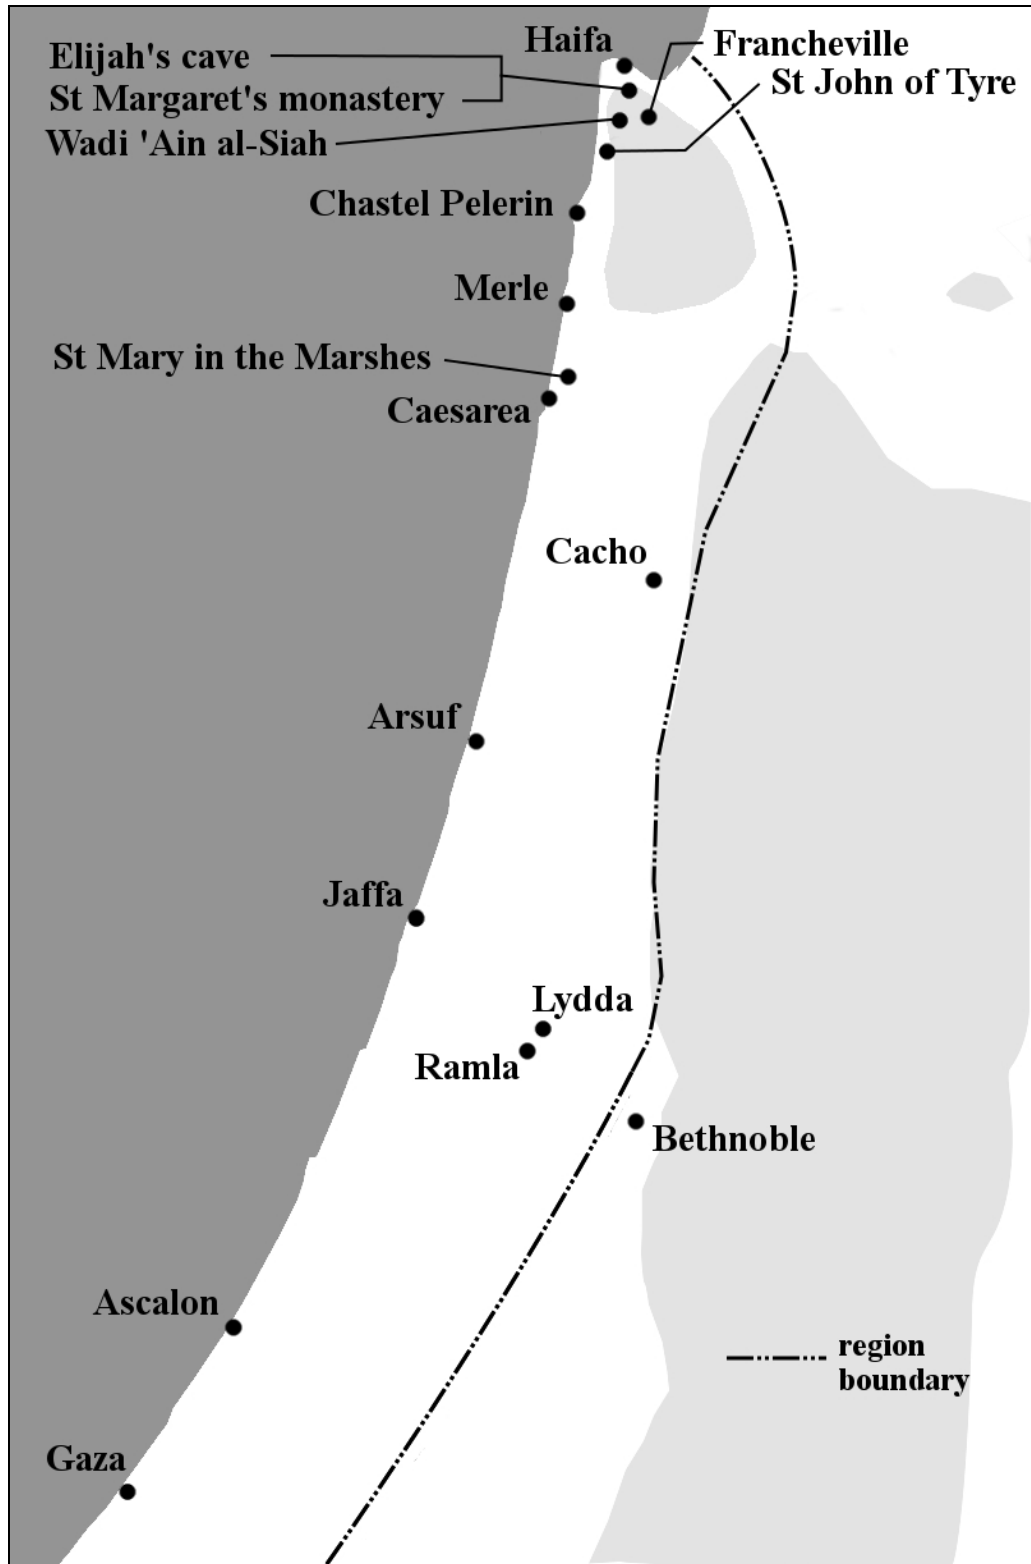 Haifa
Francheville
Elijah's cave
St John of Tyre
St Margaret's monastery
Wadi 'Ain al-Siah
Chastel Pelerin
Merle
St Mary in the Marshes
Caesarea
Cacho
Arsuf
Jaffa
Lydda
Ramla
Bethnoble
Ascalon
region
boundary
Gaza